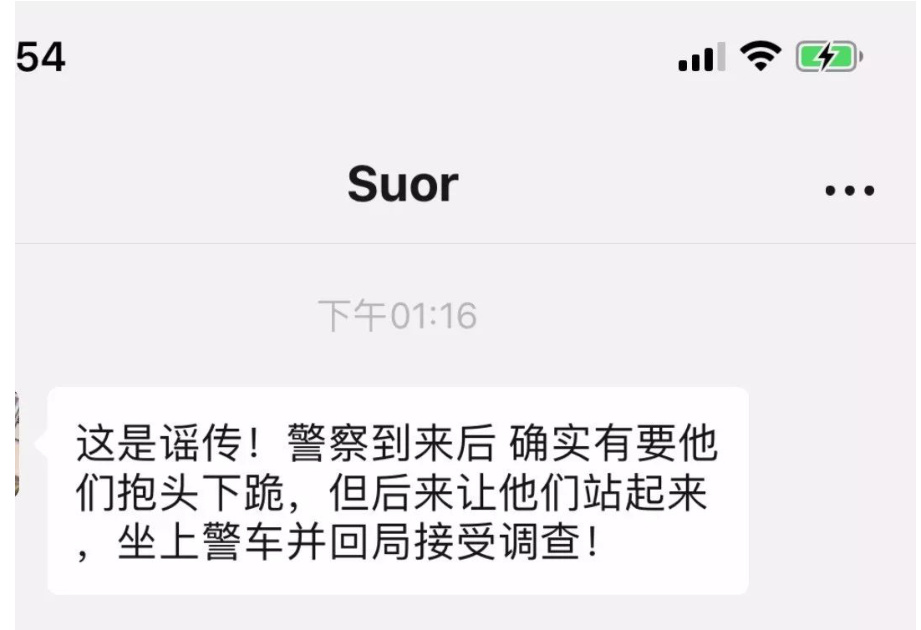 54
Suor
下午01:16
这是谣传！警察到来后 确实有要他
们抱头下跪，但后来让他们站起来
，坐上警车并回局接受调查！